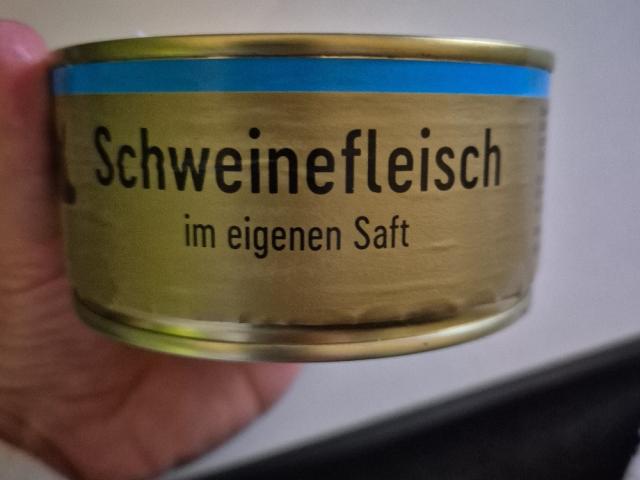 Schweinefleisch
im eigenen Saft